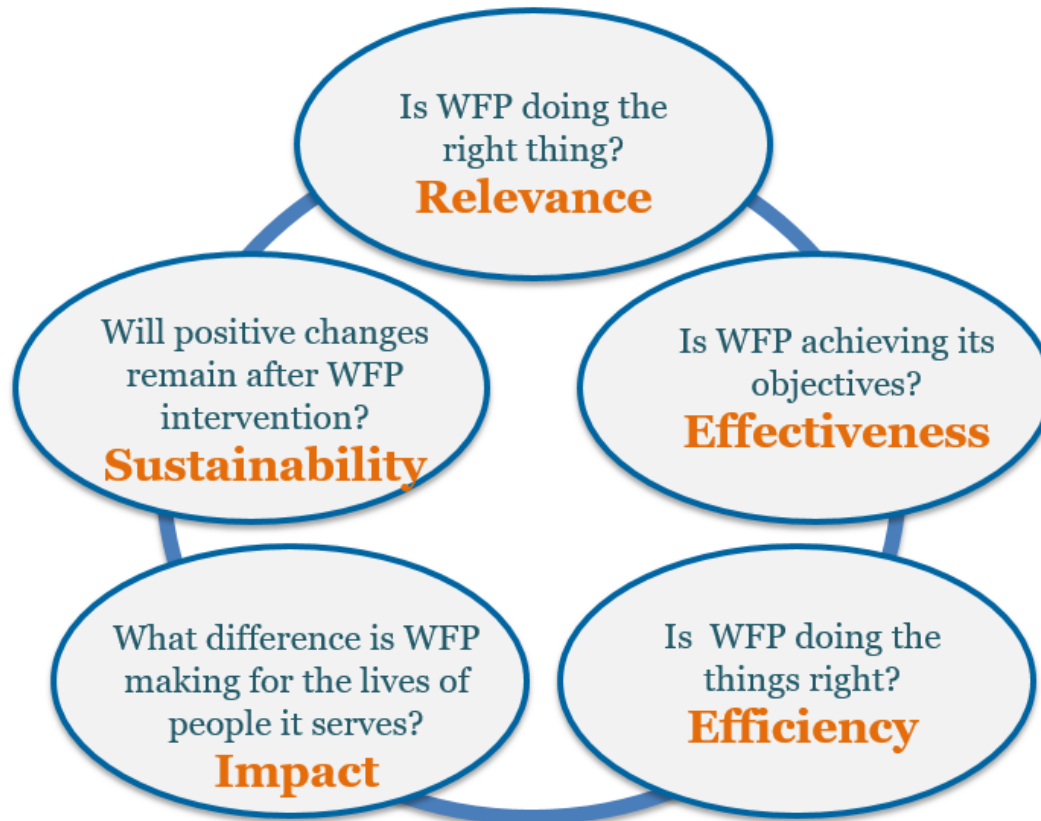 Is WFP doing the
right thing?
Relevance
Is WFP achieving its
objectives?
Effectiveness
Is  WFP doing the
things right?
Efficiency
What difference is WFP
making for the lives of
people it serves?
Impact
Will positive changes
remain after WFP
intervention?
Sustainability